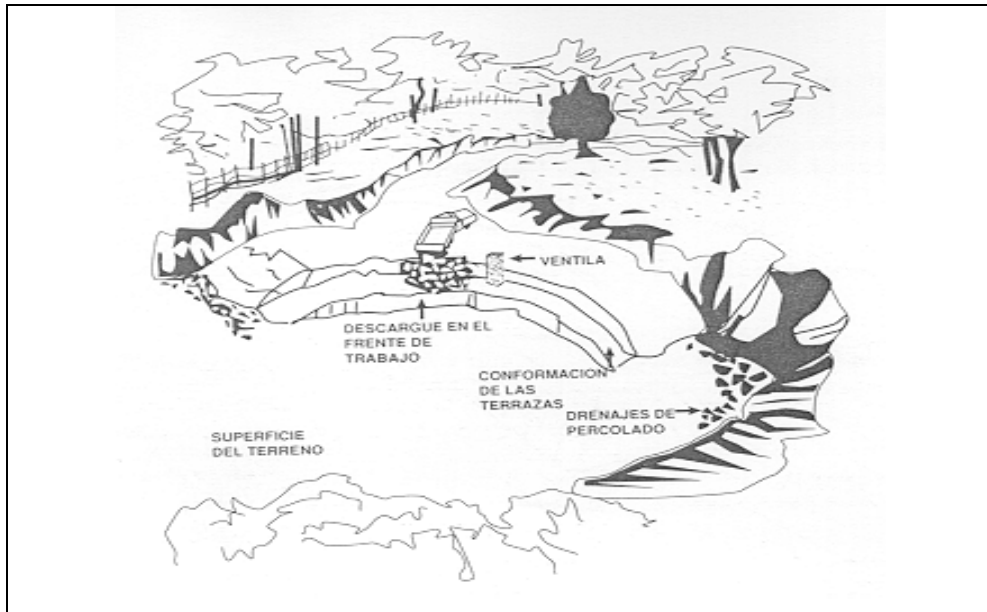 VENTILA
DESCARGUE EN EL
FRENTE DE
TRABAJO
CONFORMACION
DE LAS
TERRAZAS
DRENAJES DE
PERCOLADO
SUPERFICIE
DEL TERRENO